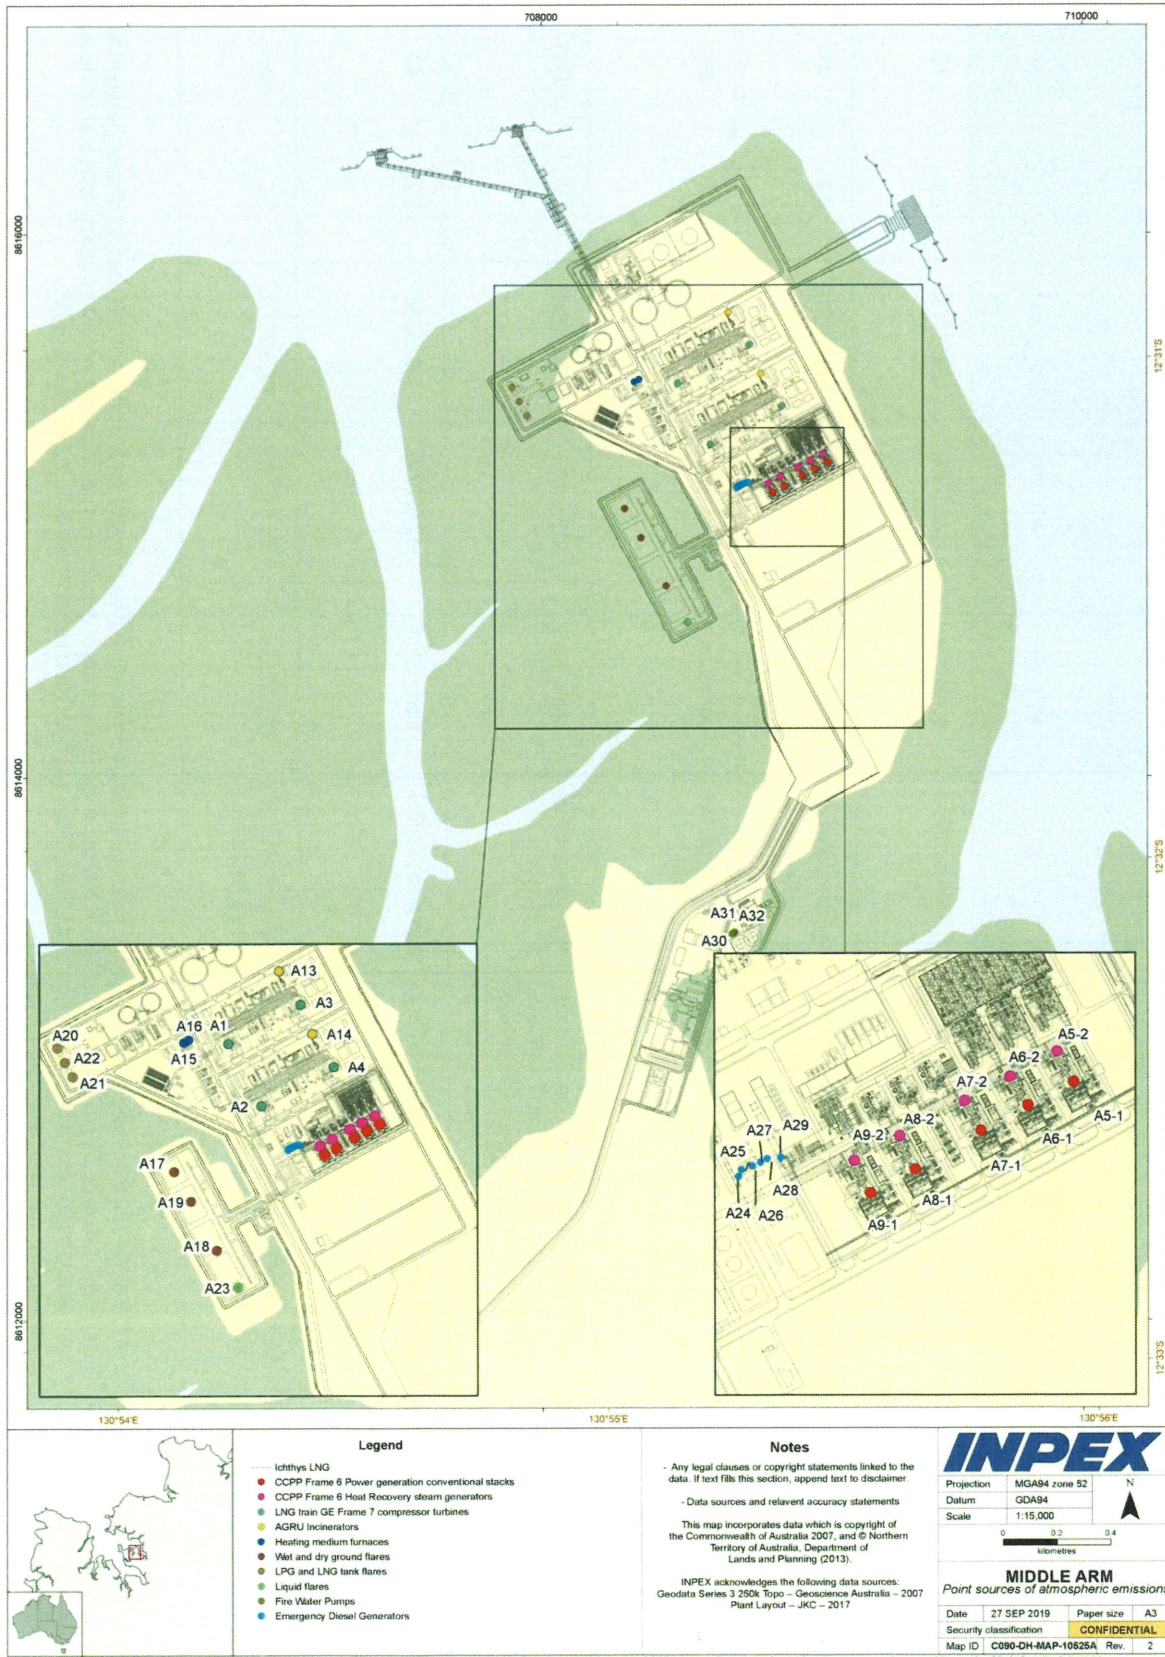 708000
710000
8616000
12°31'S
8614000
12°32'S
A31
A32
A30
A13
A3
A16
A1
A20
A14
A22
A15
A4
A21
A2
A17
A19
A18
A23
A5-2
A6-2
A7-2
A5-1
A27
A29
A8-2
A6-1
A25
A9-2
A7-1
A28
A8-1
A24
A26
A9-1
8612000
12°33'S
130°54'E
130°55'E
130°56'E
Legend
Ichthys LNG
CCPP Frame 6 Power generation conventional stacks
CCPP Frame 6 Heat Recovery steam generators
LNG train GE Frame 7 compressor turbines
AGRU Incinerators
Heating medium furnaces
Wet and dry ground flares
LPG and LNG tank flares
Liquid flares
Fire Water Pumps
Emergency Diesel Generators
Notes
- Any legal clauses or copyright statements linked to the
data. If text fills this section, append text to disclaimer.
- Data sources and relavent accuracy statements
This map incorporates data which is copyright of
the Commonwealth of Australia 2007, and © Northern
Territory of Australia, Department of
Lands and Planning (2013).
INPEX acknowledges the following data sources:
Geodata Series 3 250k Topo – Geoscience Australia – 2007
Plant Layout – JKC – 2017
INPEX
Projection MGA94 zone 52
N
Datum GDA94
Scale 1:15,000
0 0.2 0.4
kilometres
MIDDLE ARM
Point sources of atmospheric emissions
Date 27 SEP 2019 Paper size A3
Security classification CONFIDENTIAL
Map ID C090-DH-MAP-10525A Rev. 2